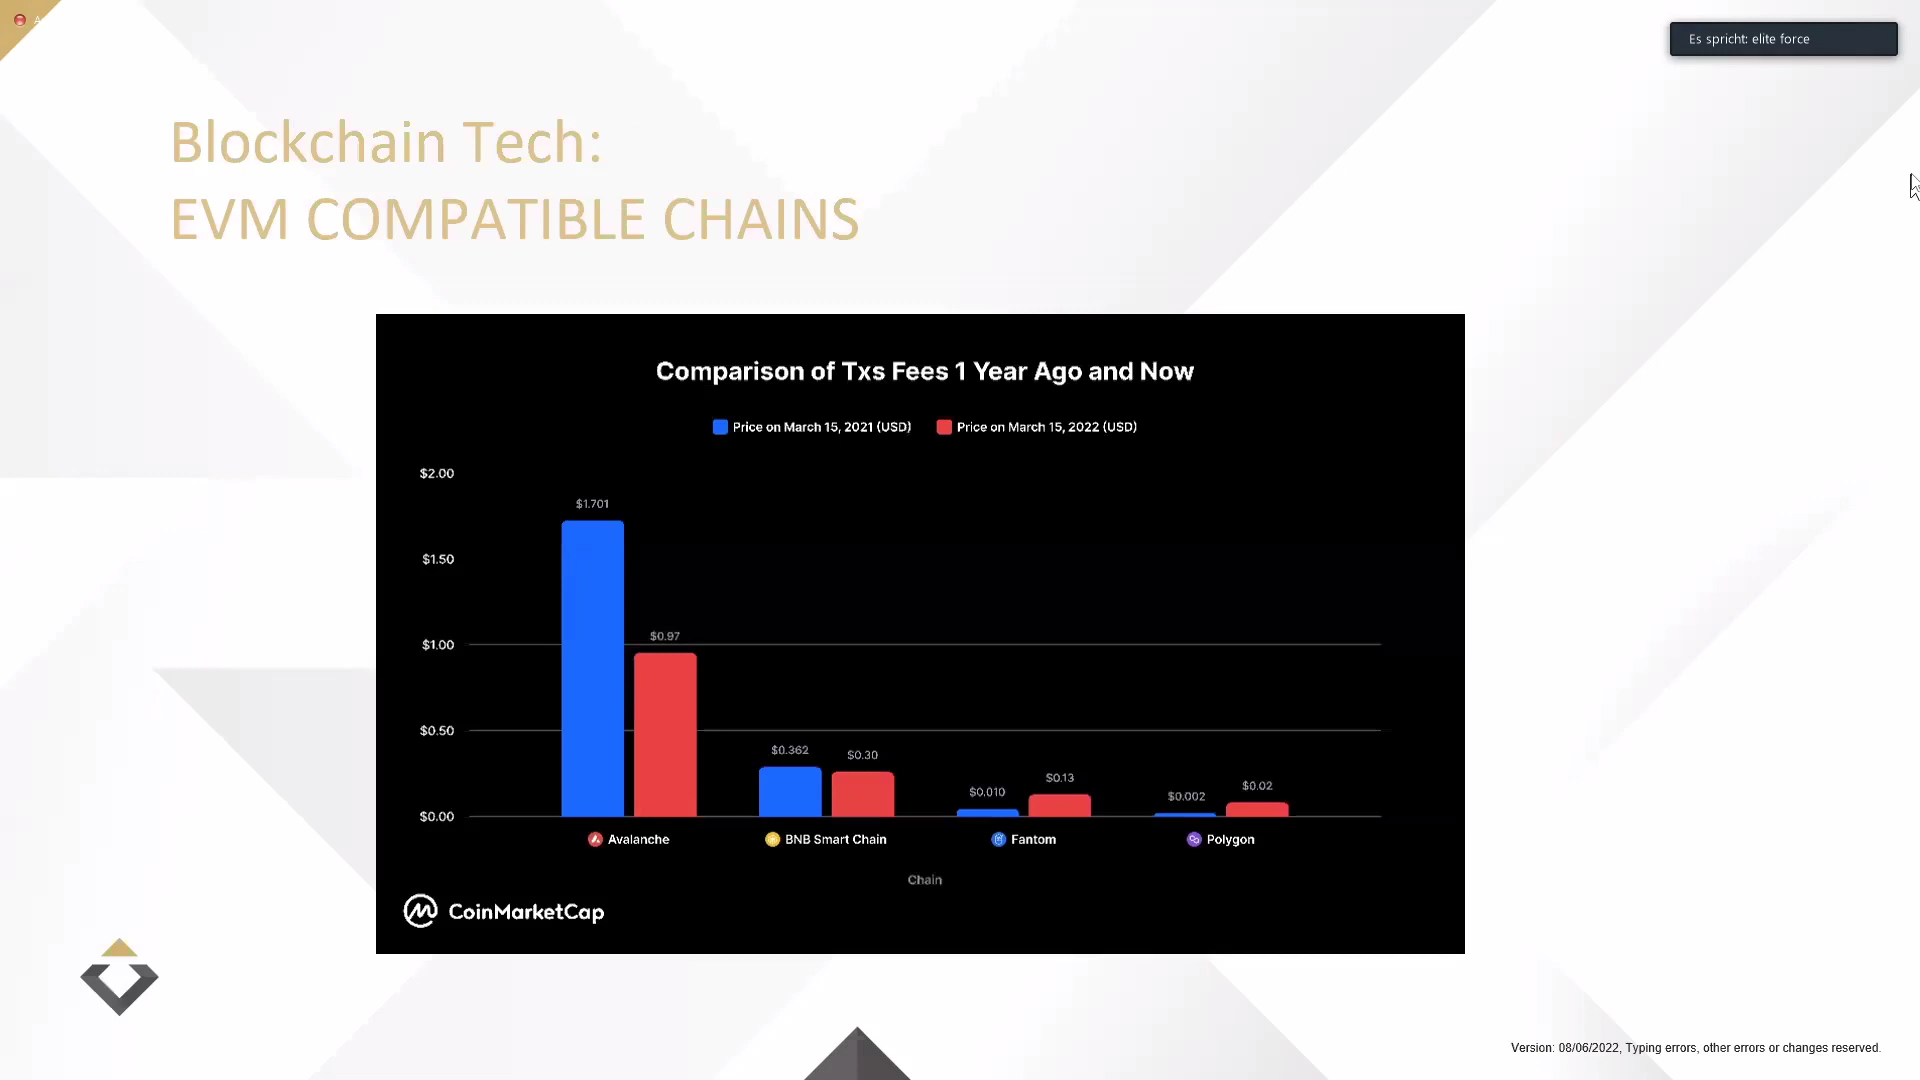 Es spricht: elite force
Blockchain Tech:
EVM COMPATIBLE CHAINS
Comparison of Txs Fees 1 Year Ago and Now
Price on March 15, 2021 (USD) Price on March 15, 2022 (USD)
$2.00
$1.701
$1.50
$1.00
$0.97
$0.50
$0.362
$0.30
$0.010
$0.13
$0.002
$0.02
$0.00
Avalanche BNB Smart Chain Fantom Polygon
Chain
CoinMarketCap
Version: 08/06/2022, Typing errors, other errors or changes reserved.